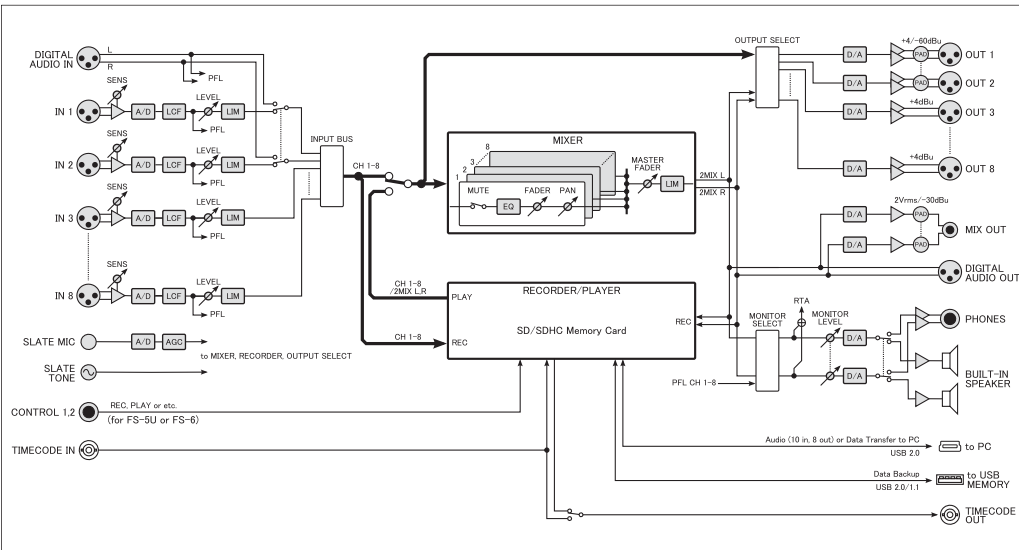 DIGITAL
AUDIO IN
L
R
PFL
SENS
IN 1
A/D
LCF
LEVEL
LIM
PFL
SENS
IN 2
A/D
LCF
LEVEL
LIM
PFL
SENS
IN 3
A/D
LCF
LEVEL
LIM
PFL
SENS
IN 8
A/D
LCF
LEVEL
LIM
PFL
INPUT BUS
CH 1-8
SLATE MIC
A/D
AGC
to MIXER, RECORDER, OUTPUT SELECT
SLATE
TONE
CONTROL 1,2
REC, PLAY or etc.
(for FS-5U or FS-6)
TIMECODE IN
MIXER
8
3
2
1
MUTE
EQ
FADER
PAN
MASTER
FADER
LIM
2MIX L
2MIX R
CH 1-8
/2MIX L,R
CH 1-8
RECORDER/PLAYER
PLAY
SD/SDHC Memory Card
REC
REC
OUTPUT SELECT
D/A
+4/-60dBu
PAD
OUT 1
D/A
PAD
OUT 2
D/A
+4dBu
OUT 3
D/A
+4dBu
OUT 8
D/A
2Vrms/-30dBu
PAD
MIX OUT
D/A
PAD
DIGITAL
AUDIO OUT
RTA
MONITOR
SELECT
MONITOR
LEVEL
D/A
D/A
PHONES
BUILT-IN
SPEAKER
PFL CH 1-8
Audio (10 in, 8 out) or Data Transfer to PC
USB 2.0
to PC
Data Backup
USB 2.0/1.1
to USB
MEMORY
TIMECODE
OUT